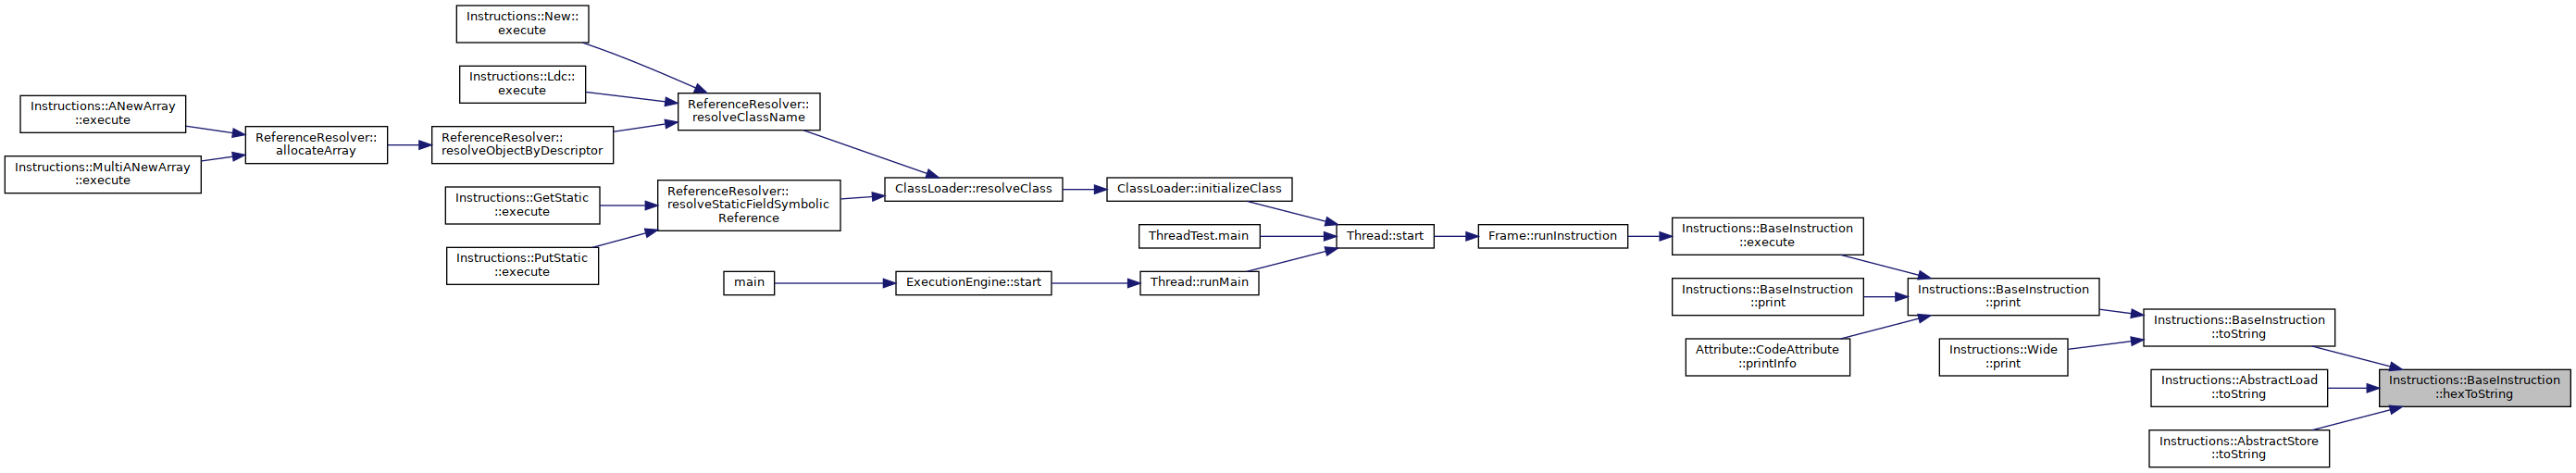 Instructions::New::
execute
Instructions::Ldc::
execute
Instructions::ANewArray
::execute
Instructions::MultiANewArray
::execute
ReferenceResolver::
allocateArray
ReferenceResolver::
resolveObjectByDescriptor
ReferenceResolver::
resolveClassName
Instructions::GetStatic
::execute
Instructions::PutStatic
::execute
ReferenceResolver::
resolveStaticFieldSymbolic
Reference
ClassLoader::resolveClass
ClassLoader::initializeClass
ThreadTest.main
main
ExecutionEngine::start
Thread::runMain
Thread::start
Frame::runInstruction
Instructions::BaseInstruction
::execute
Instructions::BaseInstruction
::print
Attribute::CodeAttribute
::printInfo
Instructions::BaseInstruction
::print
Instructions::Wide
::print
Instructions::BaseInstruction
::toString
Instructions::AbstractLoad
::toString
Instructions::AbstractStore
::toString
Instructions::BaseInstruction
::hexToString